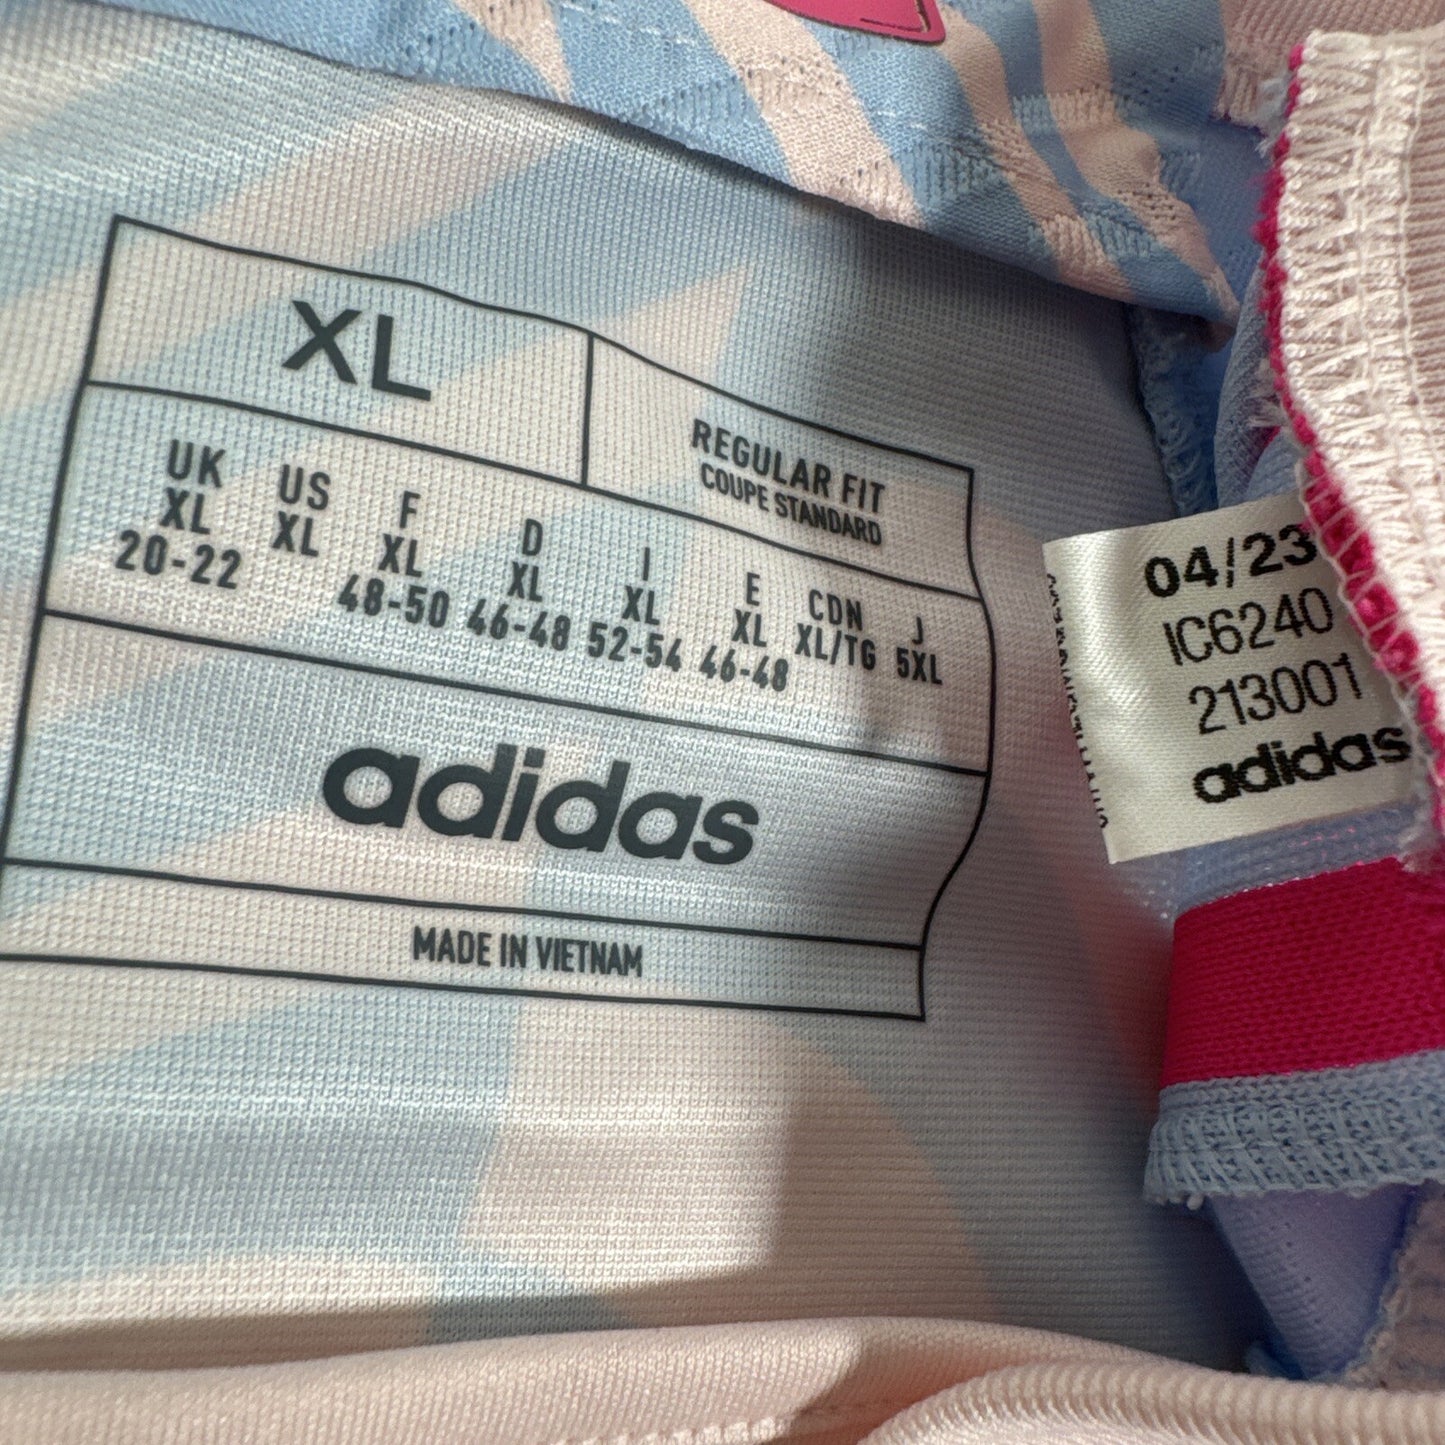 XL
REGULAR FIT
COUPE STANDARD
UK US F D I E CDN J
XL XL XL XL XL XL XL/TG 5XL
20-22 48-50 46-48 52-54 46-48
adidas
MADE IN VIETNAM
04/23
IC6240
213001
adidas